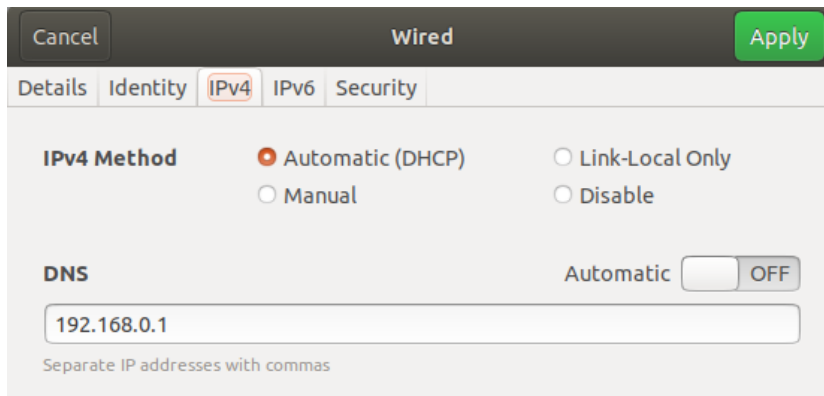 Cancel Wired Apply
Details Identity IPv4 IPv6 Security
IPv4 Method Automatic (DHCP) Link-Local Only
Manual Disable
DNS Automatic OFF
192.168.0.1
Separate IP addresses with commas